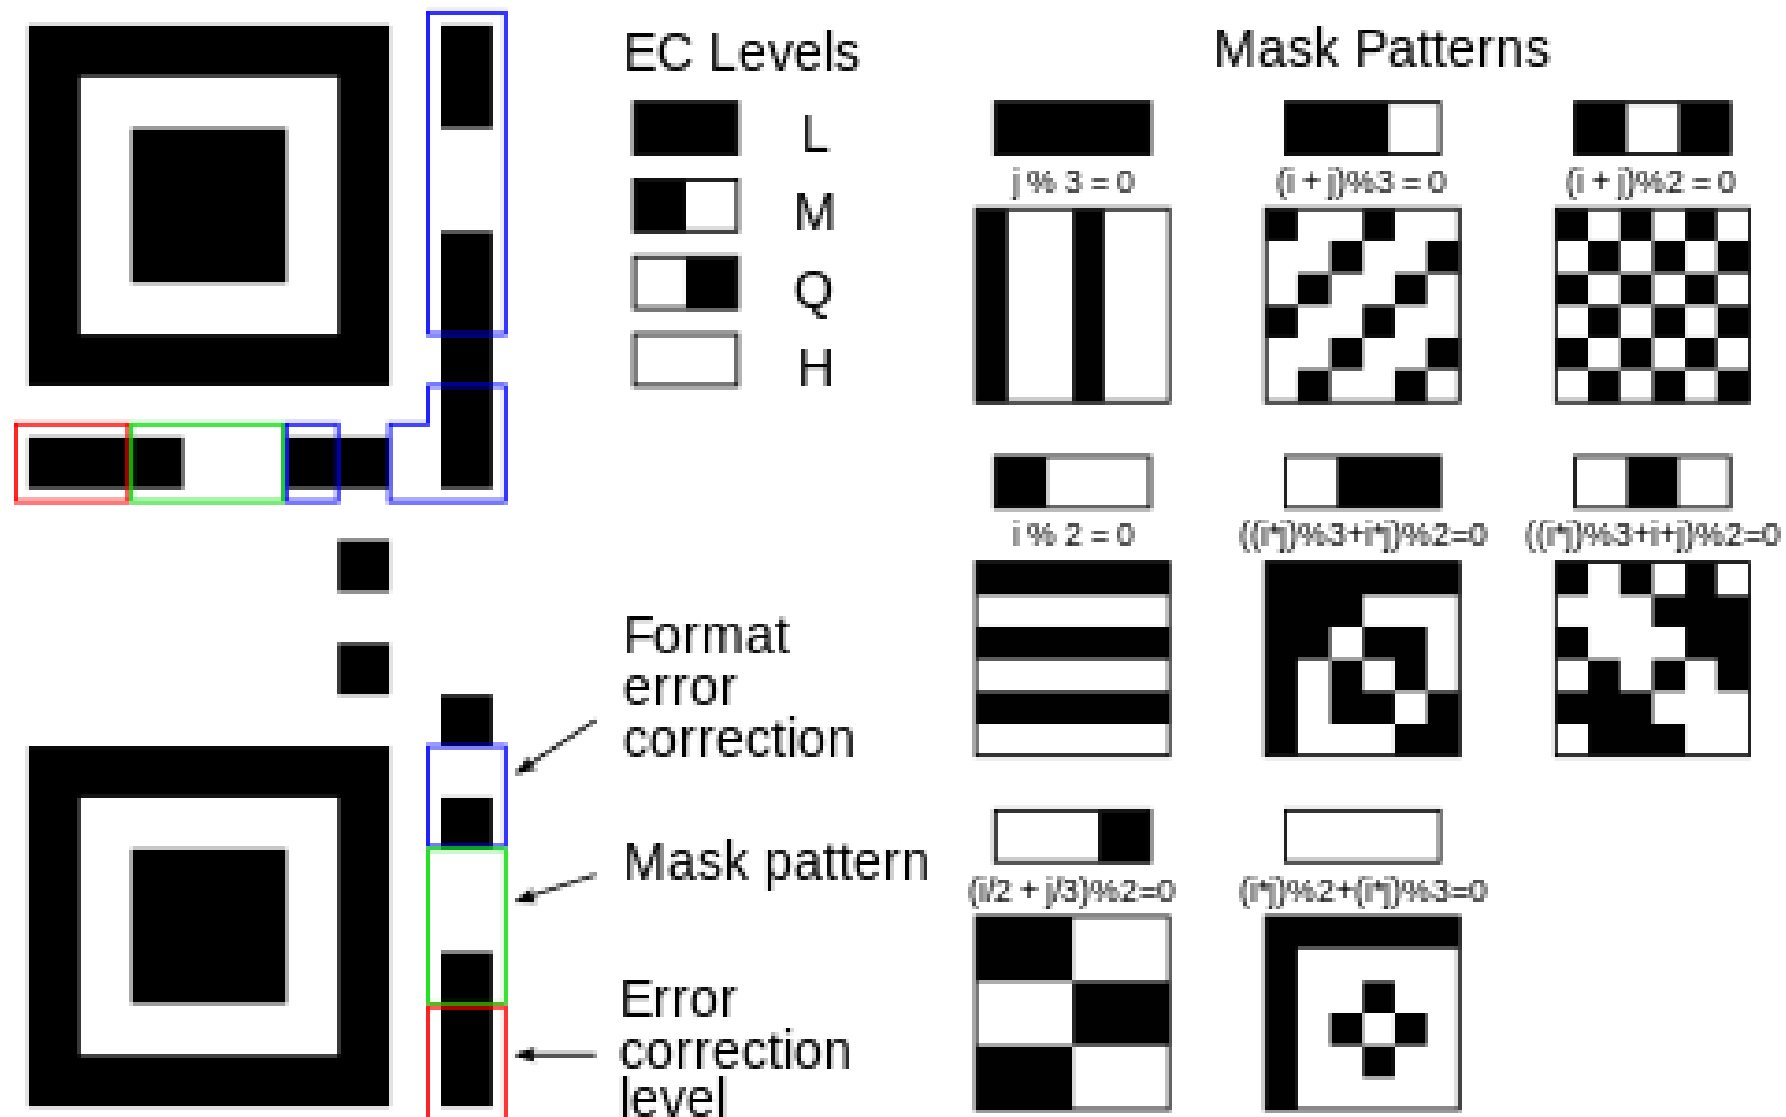 EC Levels
L
M
Q
H
Mask Patterns
j % 3 = 0
(i + j)%3 = 0
(i + j)%2 = 0
i % 2 = 0
((i*j)%3+i*j)%2=0
((i*j)%3+i+j)%2=0
(i/2 + j/3)%2=0
(i*j)%2+(i*j)%3=0
Format
error
correction
Mask pattern
Error
correction
level